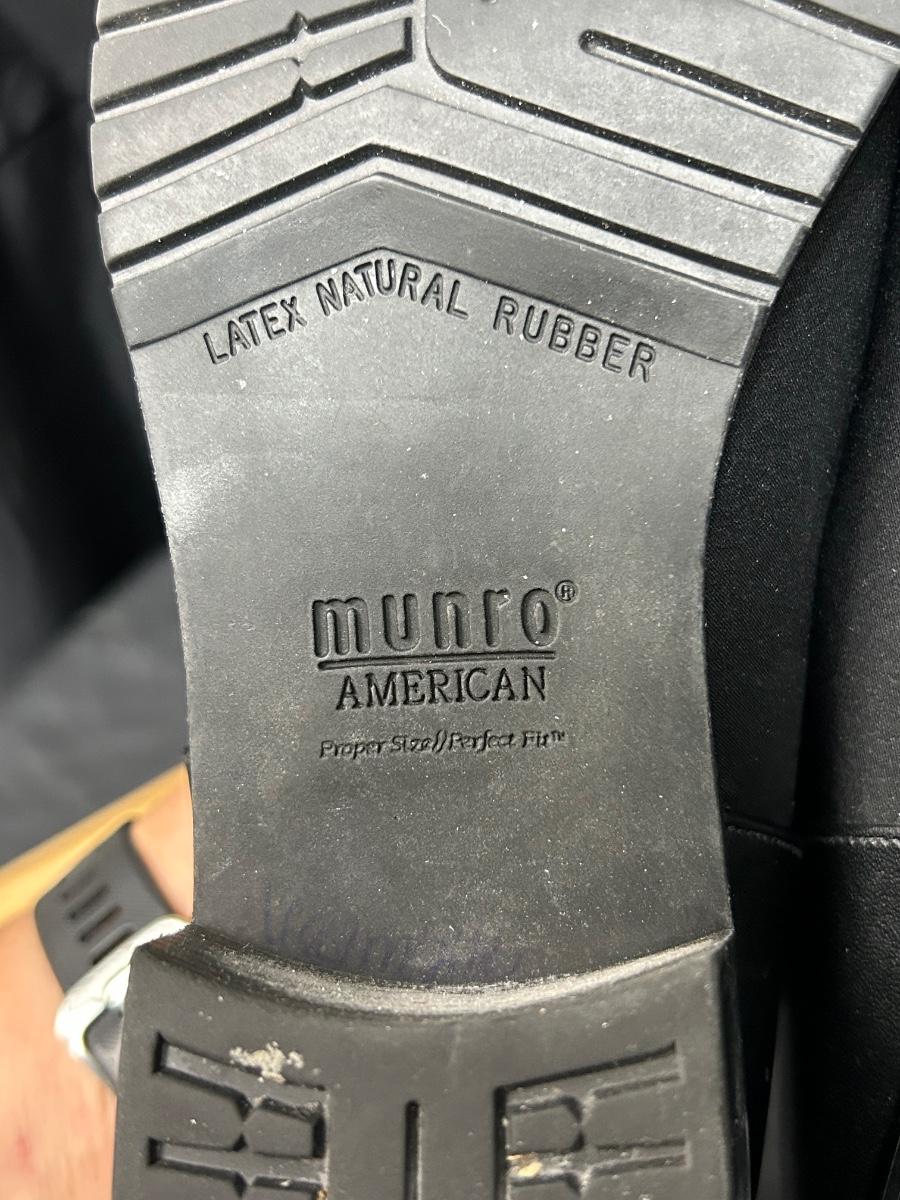 LATEX NATURAL RUBBER
munro®
AMERICAN
Proper Size//Perfect Fit™